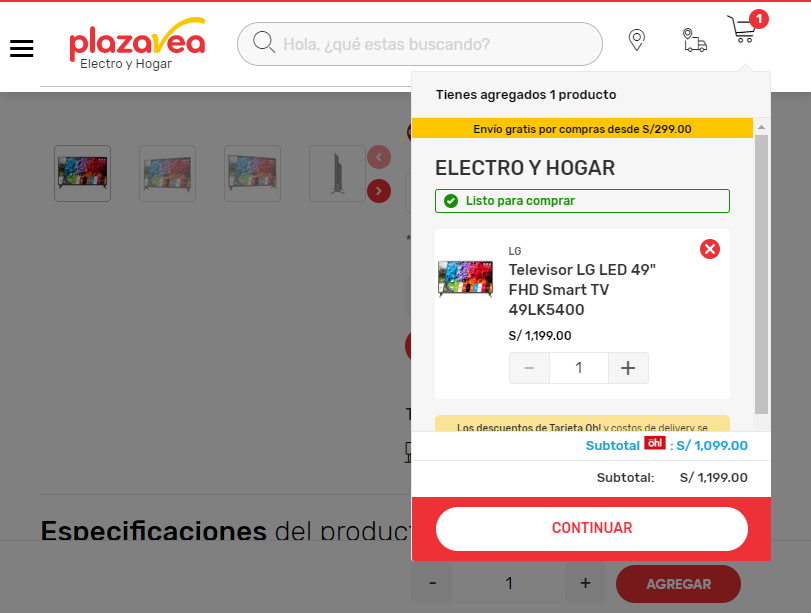 plazavea
Electro y Hogar
Hola, ¿qué estas buscando?
1
Tienes agregados 1 producto
Envío gratis por compras desde S/299.00
ELECTRO Y HOGAR
Listo para comprar
LG
Televisor LG LED 49"
FHD Smart TV
49LK5400
S/ 1,199.00
− 1 +
Los descuentos de Tarjeta Oh! y costos de delivery se
Subtotal oh! : S/ 1,099.00
Subtotal: S/ 1,199.00
CONTINUAR
*
T
Especificaciones del product
- 1 +
AGREGAR